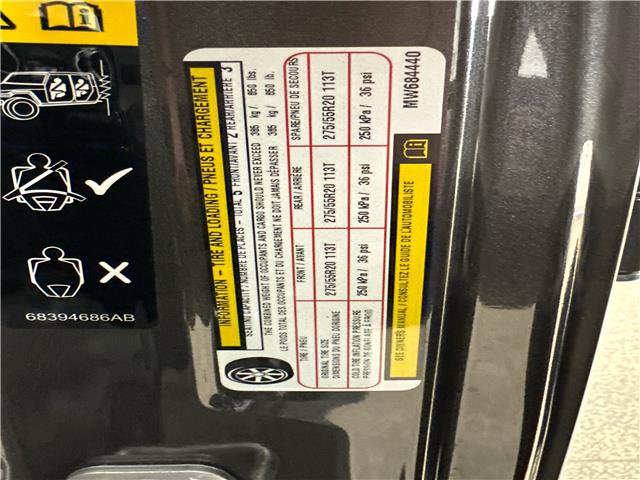 INFORMATION – TIRE AND LOADING / PNEUS ET CHARGEMENT
SEATING CAPACITY / NOMBRE DE PLACES – TOTAL 5 FRONT/AVANT 2 REAR/ARRIÈRE 3
THE COMBINED WEIGHT OF OCCUPANTS AND CARGO SHOULD NEVER EXCEED 385 kg / 850 lbs.
LE POIDS TOTAL DES OCCUPANTS ET DU CHARGEMENT NE DOIT JAMAIS DÉPASSER 385 kg / 850 lb.
TIRE / PNEU FRONT / AVANT REAR / ARRIÈRE SPARE/PNEU DE SECOURS
ORIGINAL TIRE SIZE
DIMENSIONS DU PNEU D'ORIGINE
275/55R20 113T 275/55R20 113T 275/55R20 113T
COLD TIRE INFLATION PRESSURE
PRESSION DE GONFLAGE À FROID
250 kPa / 36 psi 250 kPa / 36 psi 250 kPa / 36 psi
SEE OWNERS MANUAL / CONSULTEZ LE GUIDE DE L'AUTOMOBILISTE
MW684440
68394686AB